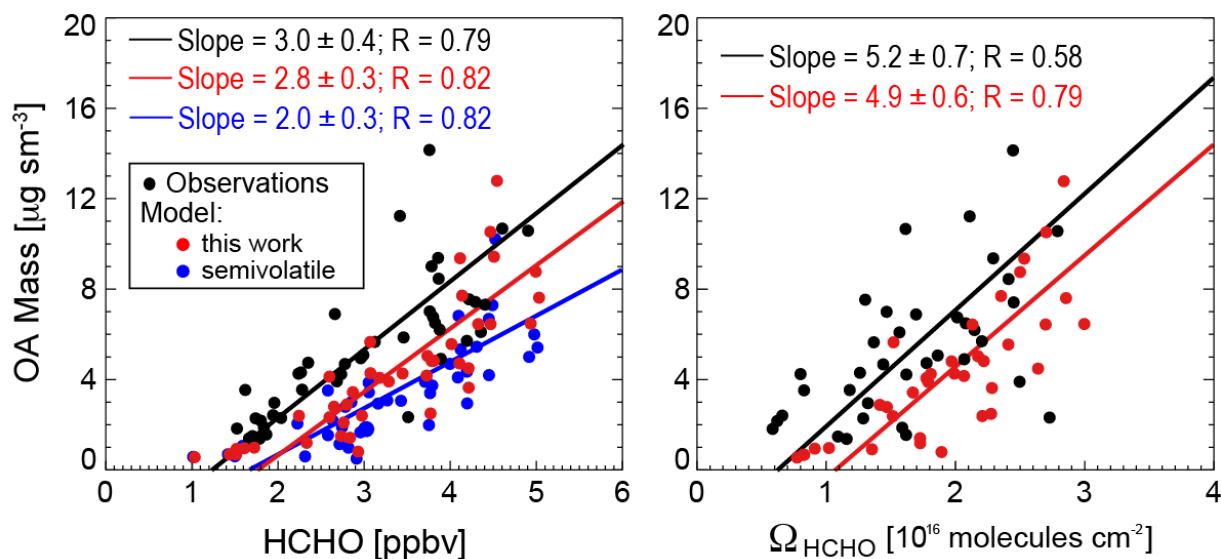 20
16
12
8
4
0
OA Mass [μg sm-3]
Slope = 3.0 ± 0.4; R = 0.79
Slope = 2.8 ± 0.3; R = 0.82
Slope = 2.0 ± 0.3; R = 0.82
Observations
Model:
this work
semivolatile
0 1 2 3 4 5 6
HCHO [ppbv]
20
16
12
8
4
0
Slope = 5.2 ± 0.7; R = 0.58
Slope = 4.9 ± 0.6; R = 0.79
0 1 2 3 4
ΩHCHO [1016 molecules cm-2]